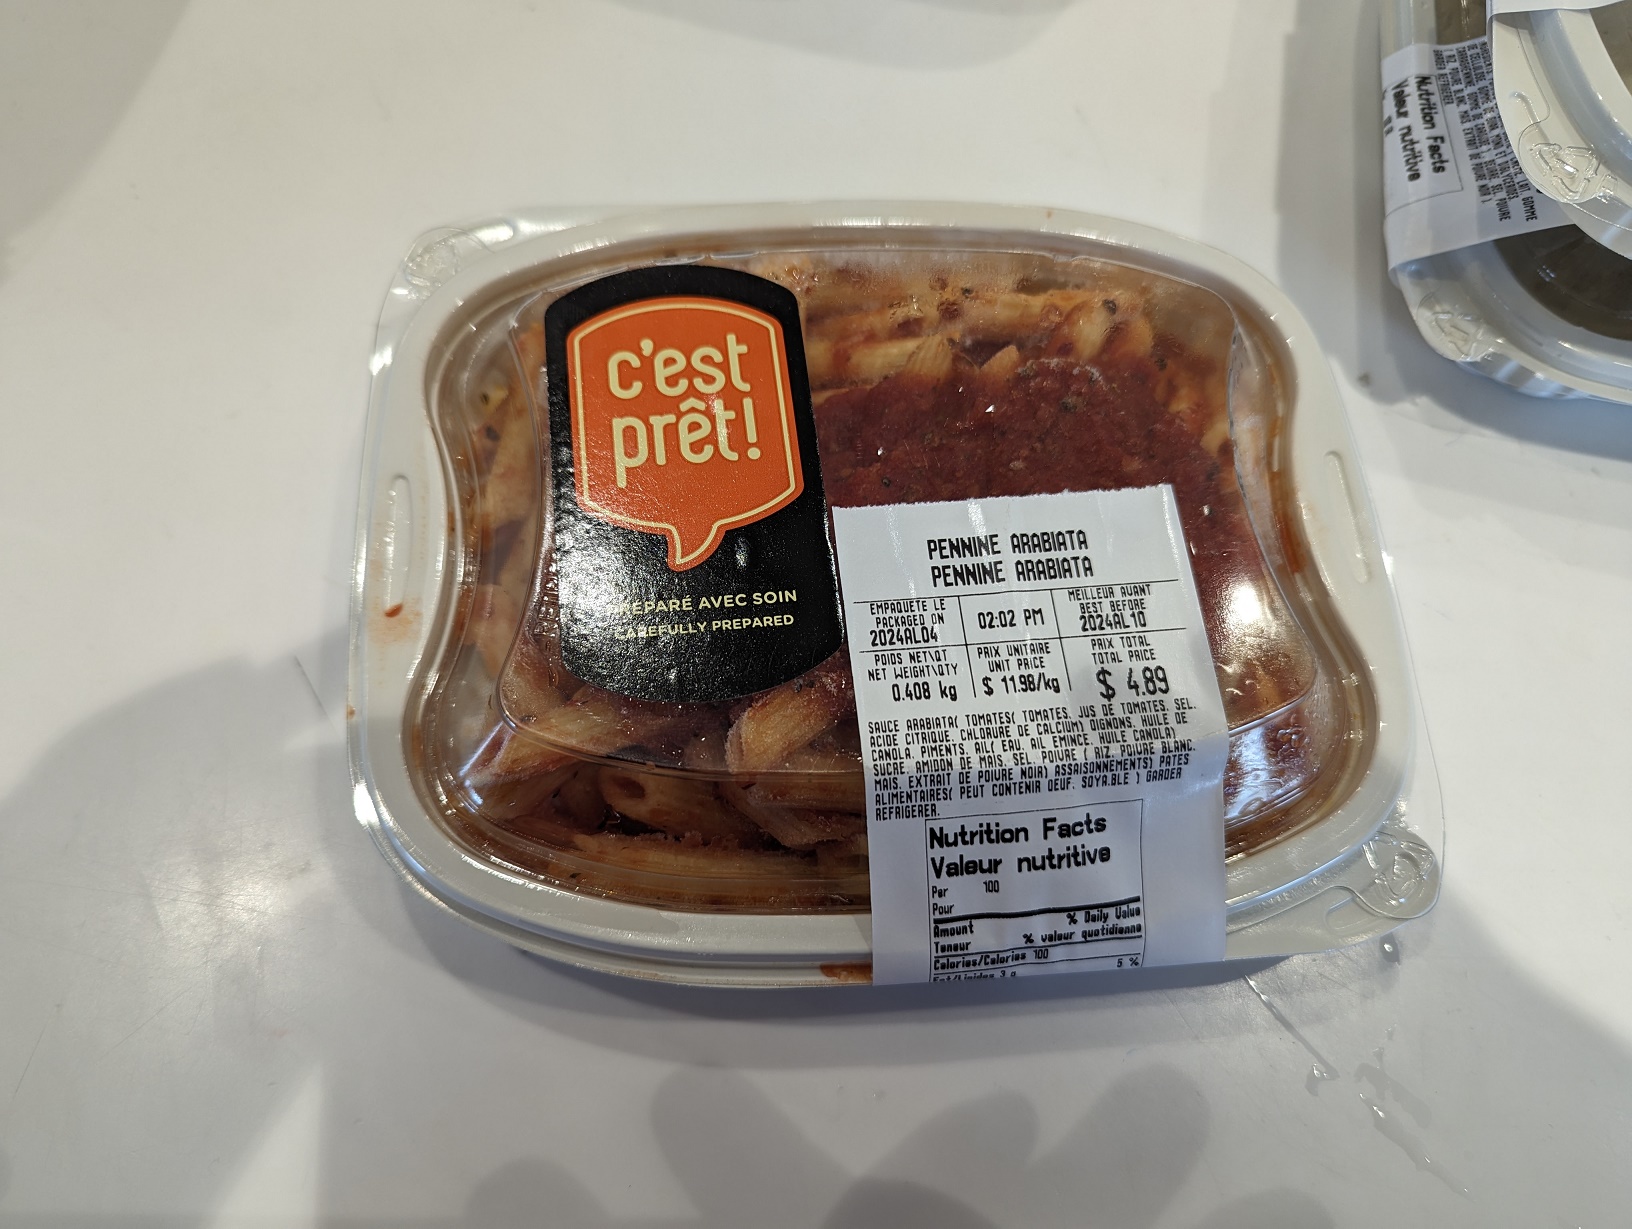 c'est
prêt!
PRÉPARÉ AVEC SOIN
CAREFULLY PREPARED
PENNINE ARABIATA
PENNINE ARABIATA
EMPAQUETE LE
PACKAGED ON
2024AL04
02:02 PM
MEILLEUR AVANT
BEST BEFORE
2024AL10
POIDS NET\QT
NET WEIGHT\QTY
0.408 kg
PRIX UNITAIRE
UNIT PRICE
$ 11.98/kg
PRIX TOTAL
TOTAL PRICE
$ 4.89
SAUCE ARABIATA( TOMATES( TOMATES, JUS DE TOMATES, SEL,
ACIDE CITRIQUE, CHLORURE DE CALCIUM) OIGNONS, HUILE DE
CANOLA, PIMENTS, AIL( EAU, AIL EMINCE, HUILE CANOLA)
SUCRE, AMIDON DE MAIS, SEL, POIVRE ( RIZ, POIVRE BLANC,
MAIS, EXTRAIT DE POIVRE NOIR) ASSAISONNEMENTS) PATES
ALIMENTAIRES( PEUT CONTENIR OEUF, SOYA.BLE ) GARDER
REFRIGERER.
Nutrition Facts
Valeur nutritive
Per 100
Pour
Amount % Daily Value
Teneur % valeur quotidienne
Calories/Calories 100
Fat/Lipides 3 g 5 %
Nutrition Facts
Valeur nutritive